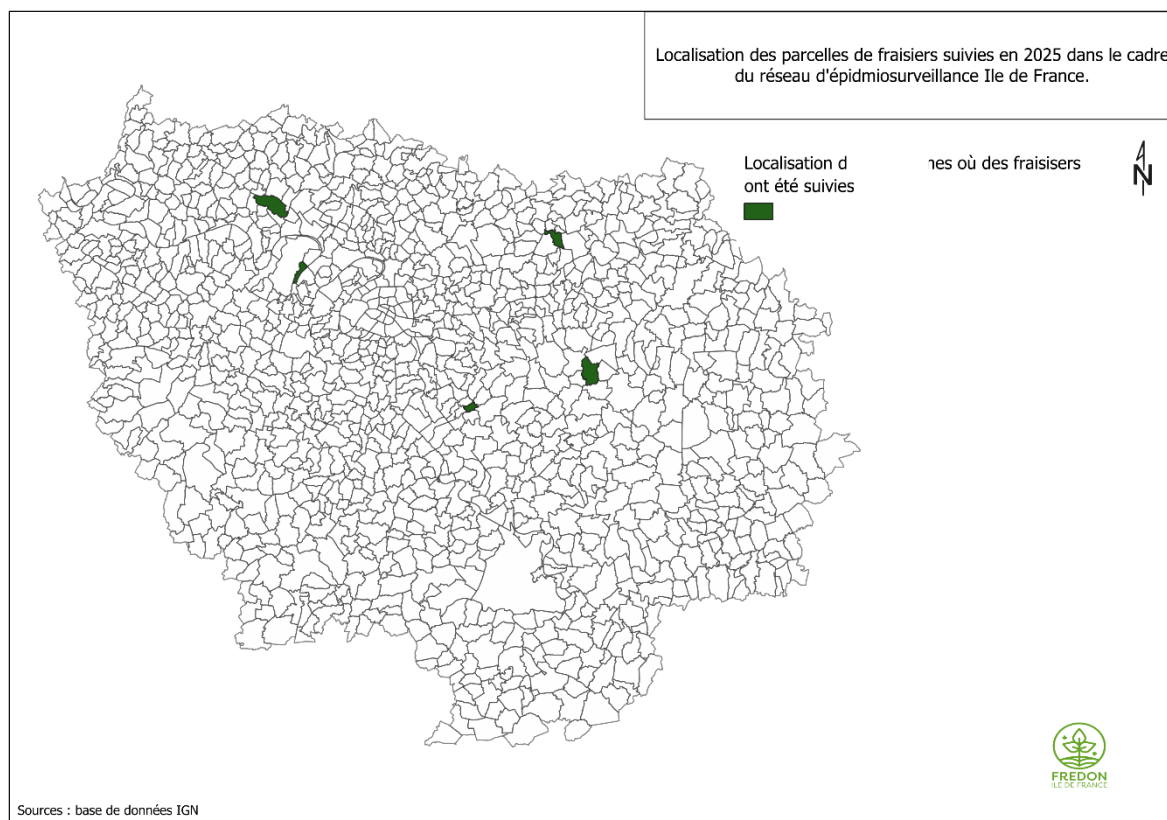 Localisation des parcelles de fraisiers suivies en 2025 dans le cadre
du réseau d'épidmiosurveillance Ile de France.
Localisation d nes où des fraisisers
ont été suivies
N
FREDON
ILE DE FRANCE
Sources : base de données IGN